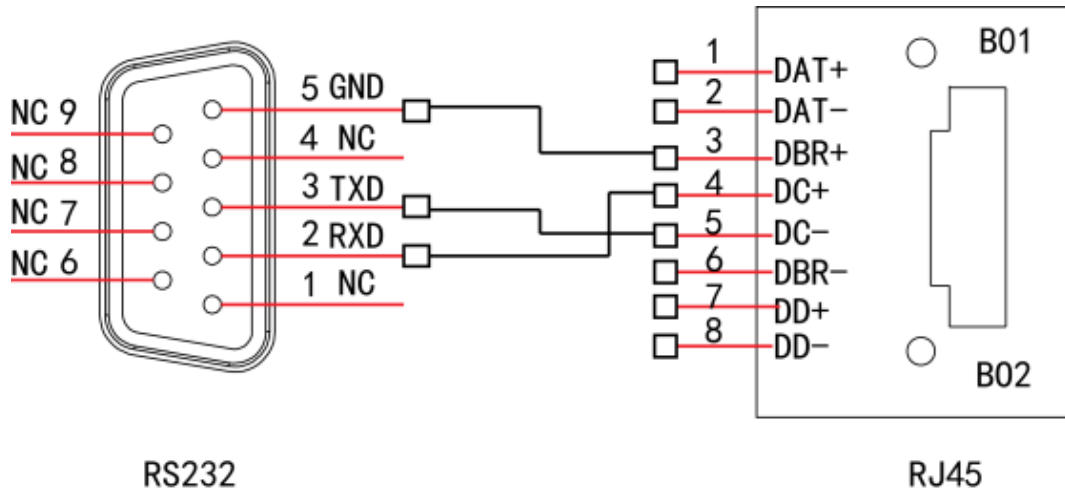 NC 9
NC 8
NC 7
NC 6
5 GND
4 NC
3 TXD
2 RXD
1 NC
1 DAT+
2 DAT-
3 DBR+
4 DC+
5 DC-
6 DBR-
7 DD+
8 DD-
B01
B02
RS232
RJ45